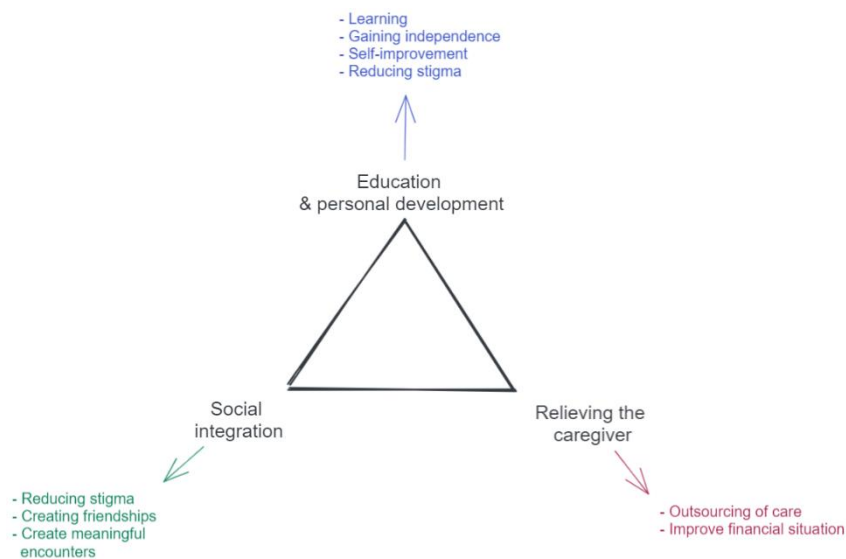 - Learning
- Gaining independence
- Self-improvement
- Reducing stigma
Education
& personal development
Social
integration
Relieving the
caregiver
- Reducing stigma
- Creating friendships
- Create meaningful
encounters
- Outsourcing of care
- Improve financial situation